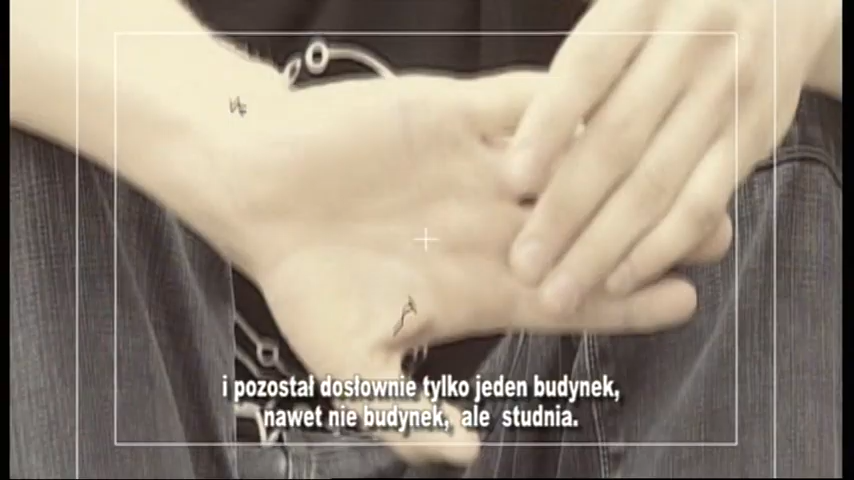 i pozostał dosłownie tylko jeden budynek,
nawet nie budynek, ale studnia.